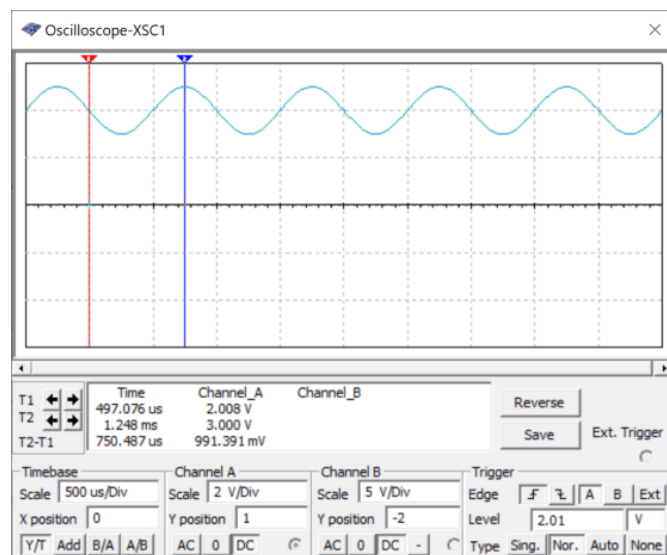 Oscilloscope-XSC1
1 2
Time Channel_A Channel_B
T1 497.076 us 2.008 V
T2 1.248 ms 3.000 V
T2-T1 750.487 us 991.391 mV
Reverse
Save
Ext. Trigger
Timebase Channel A Channel B Trigger
Scale 500 us/Div Scale 2 V/Div Scale 5 V/Div Edge A B Ext
X position 0 Y position 1 Y position -2 Level 2.01 V
Y/T Add B/A A/B AC 0 DC AC 0 DC - Type Sing. Nor. Auto None